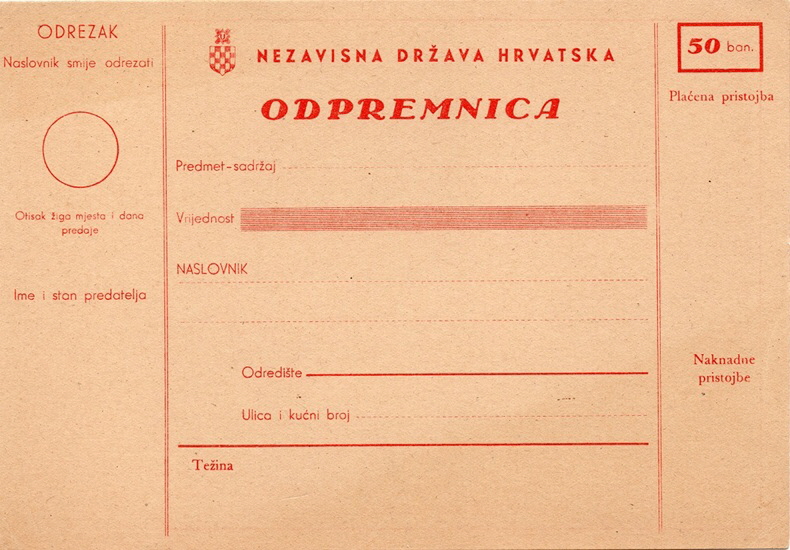 ODREZAK
Naslovnik smije odrezati
Otisak žiga mjesta i dana
predaje
Ime i stan predatelja
NEZAVISNA DRŽAVA HRVATSKA
ODPREMNICA
Predmet-sadržaj
Vrijednost
NASLOVNIK
Odredište
Ulica i kućni broj
Težina
50 ban.
Plaćena pristojba
Naknadne
pristojbe